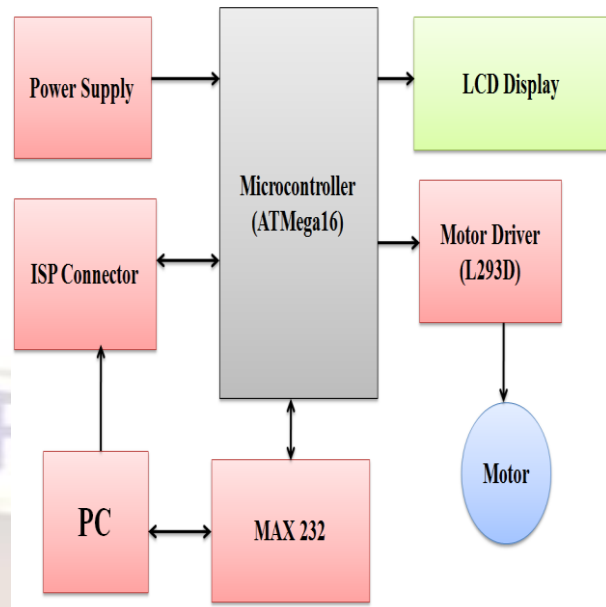 Power Supply
Microcontroller
(ATMega16)
LCD Display
ISP Connector
Motor Driver
(L293D)
PC
MAX 232
Motor